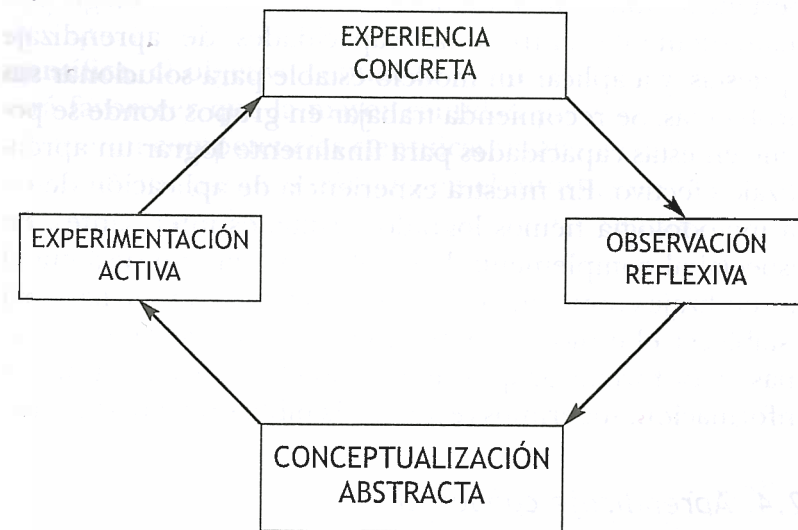 EXPERIENCIA
CONCRETA
EXPERIMENTACIÓN
ACTIVA
OBSERVACIÓN
REFLEXIVA
CONCEPTUALIZACIÓN
ABSTRACTA